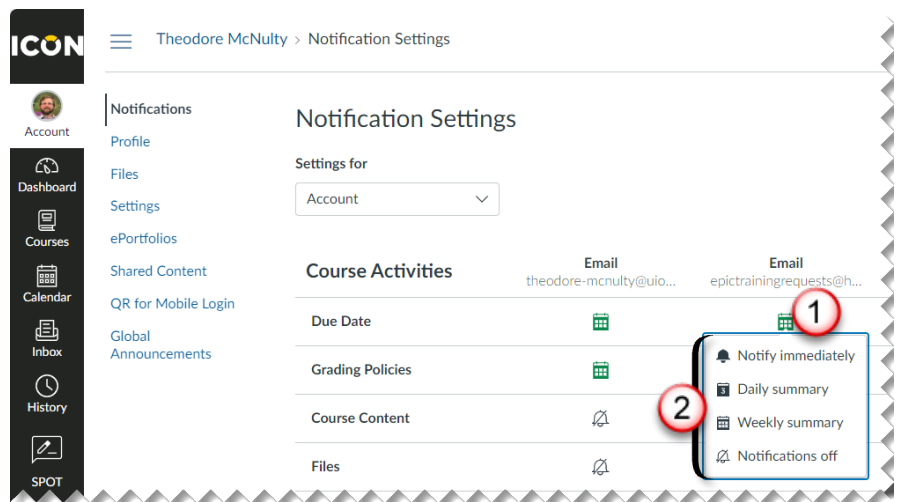 ICON
Theodore McNulty > Notification Settings
Account
Dashboard
Courses
Calendar
Inbox
History
SPOT
Notifications
Profile
Files
Settings
ePortfolios
Shared Content
QR for Mobile Login
Global
Announcements
Notification Settings
Settings for
Account
Course Activities
Email
theodore-mcnulty@uio...
Email
epictrainingrequests@h...
Due Date
1
Grading Policies
Course Content
Files
2
Notify immediately
Daily summary
Weekly summary
Notifications off